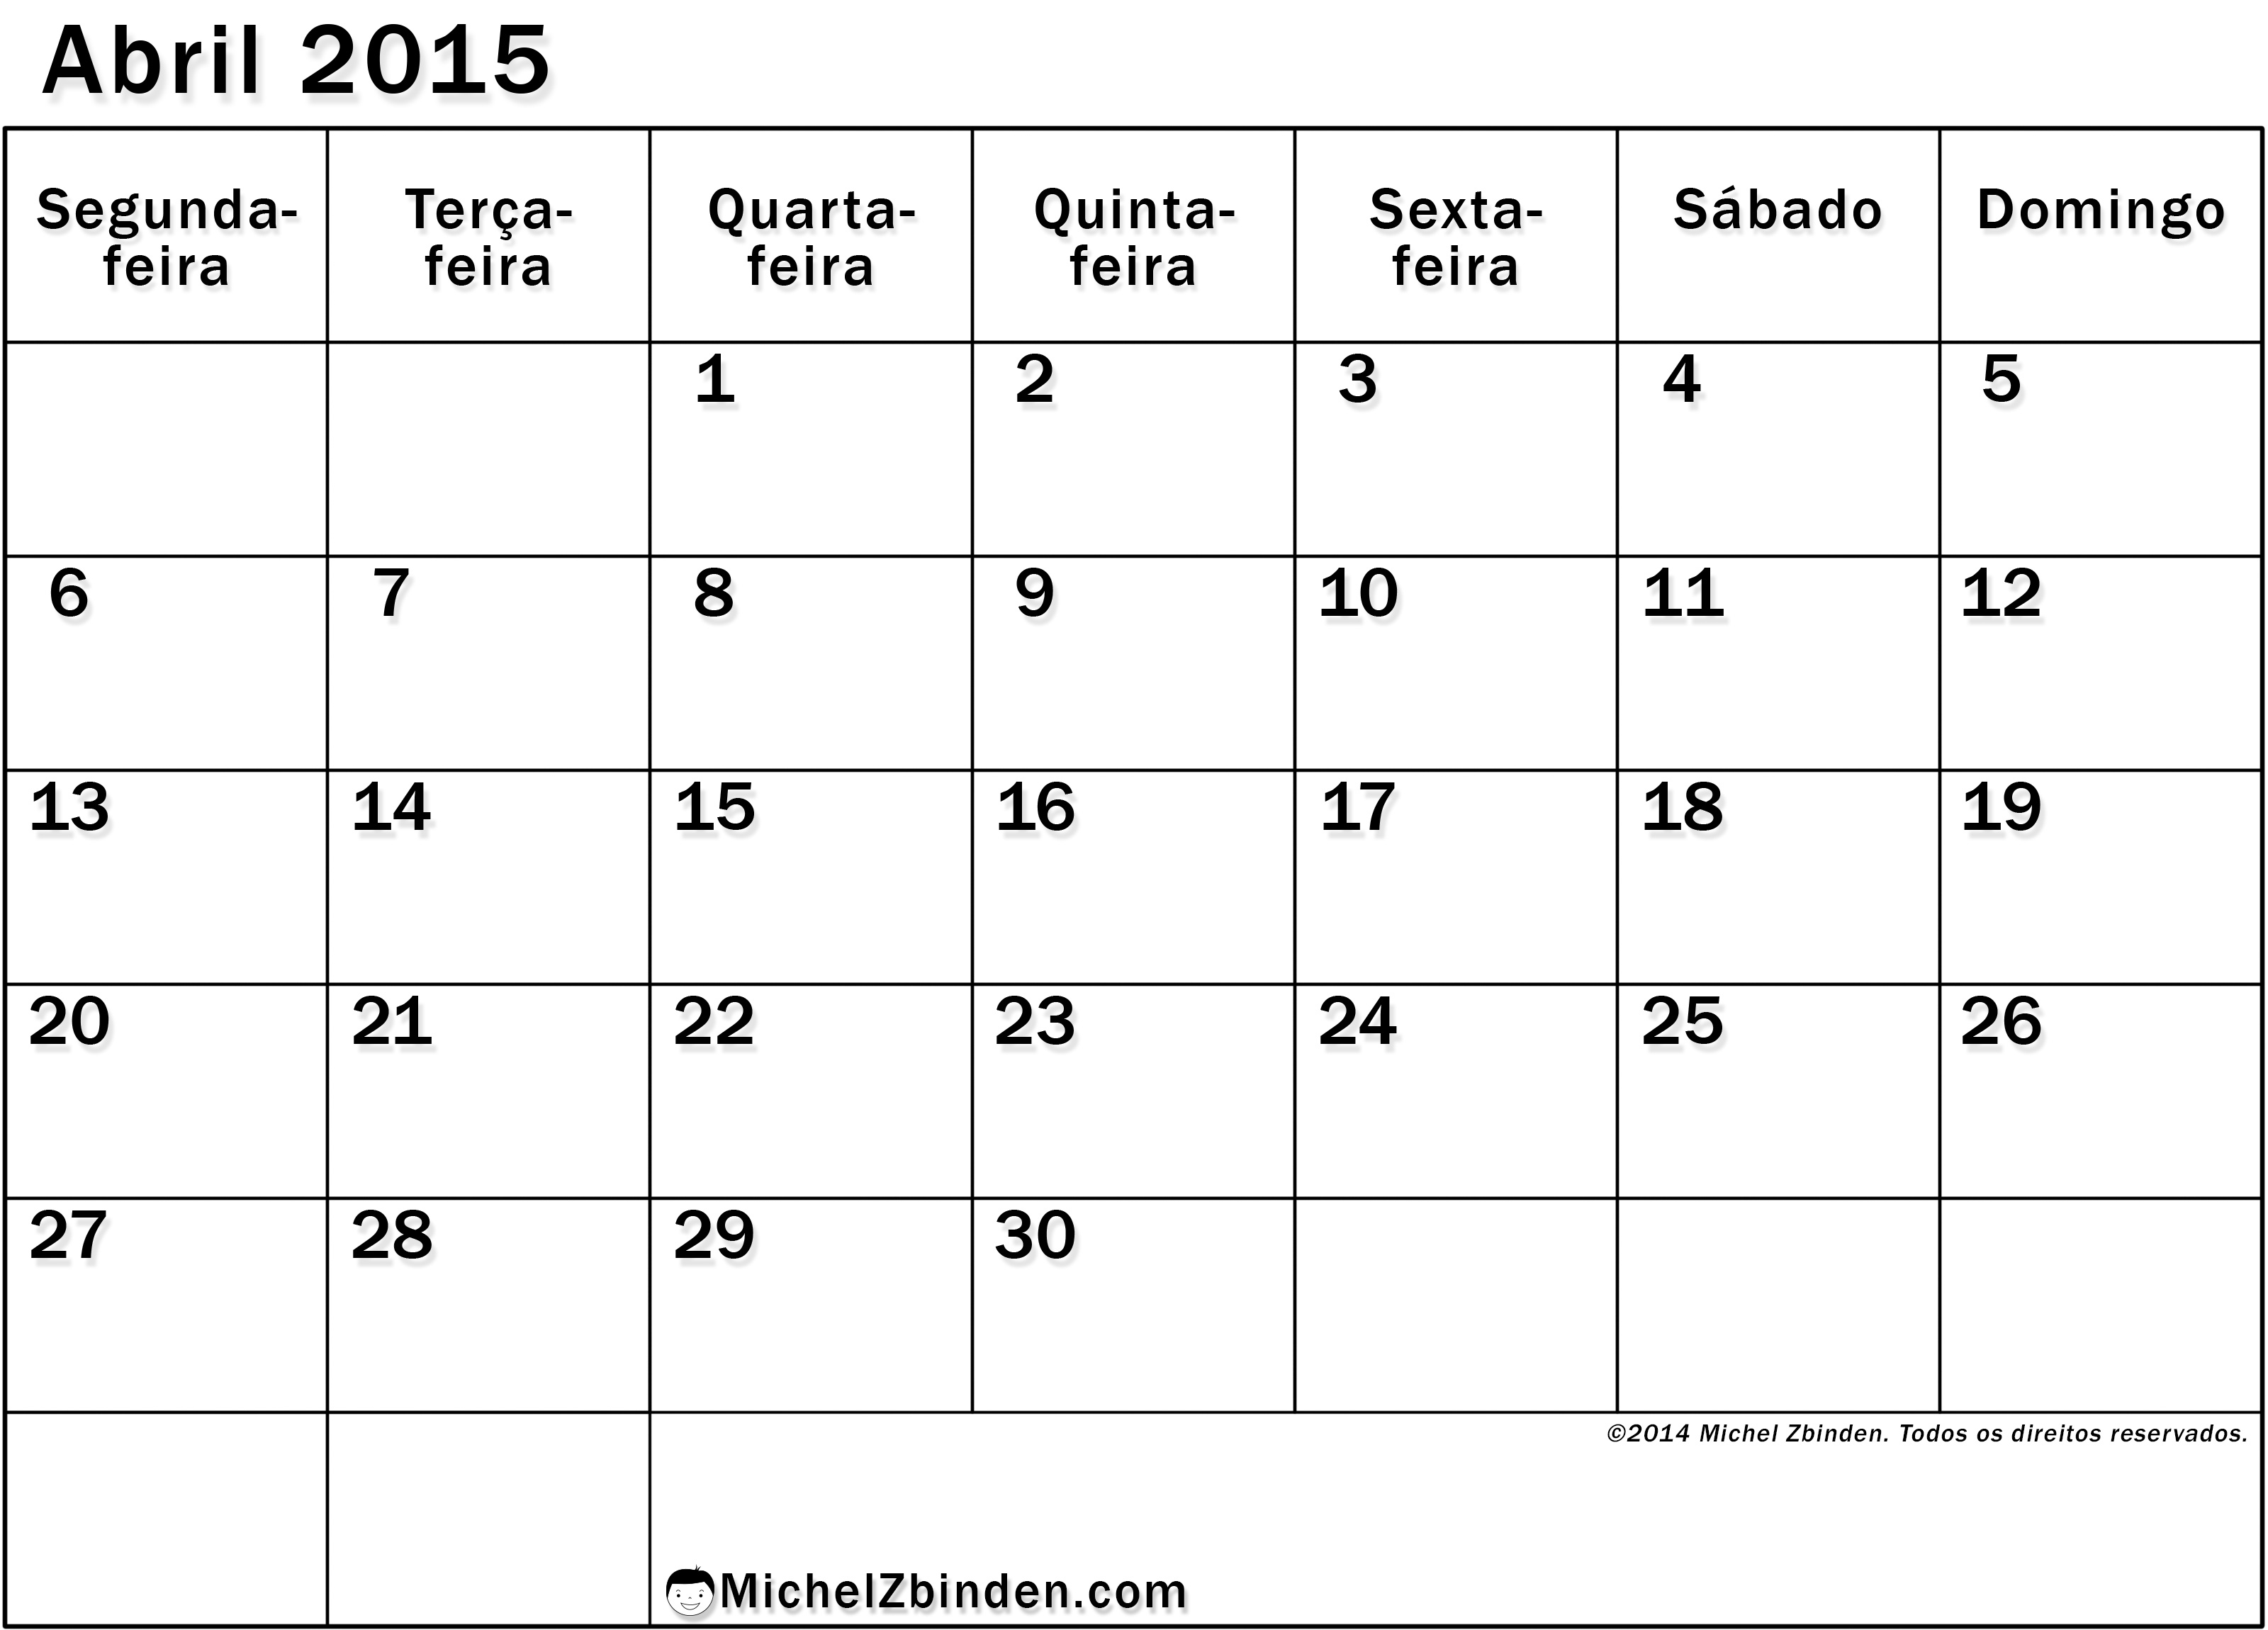 Abril 2015
Segunda-feira Terça-feira Quarta-feira Quinta-feira Sexta-feira Sábado Domingo
1 2 3 4 5
6 7 8 9 10 11 12
13 14 15 16 17 18 19
20 21 22 23 24 25 26
27 28 29 30
©2014 Michel Zbinden. Todos os direitos reservados.
MichelZbinden.com